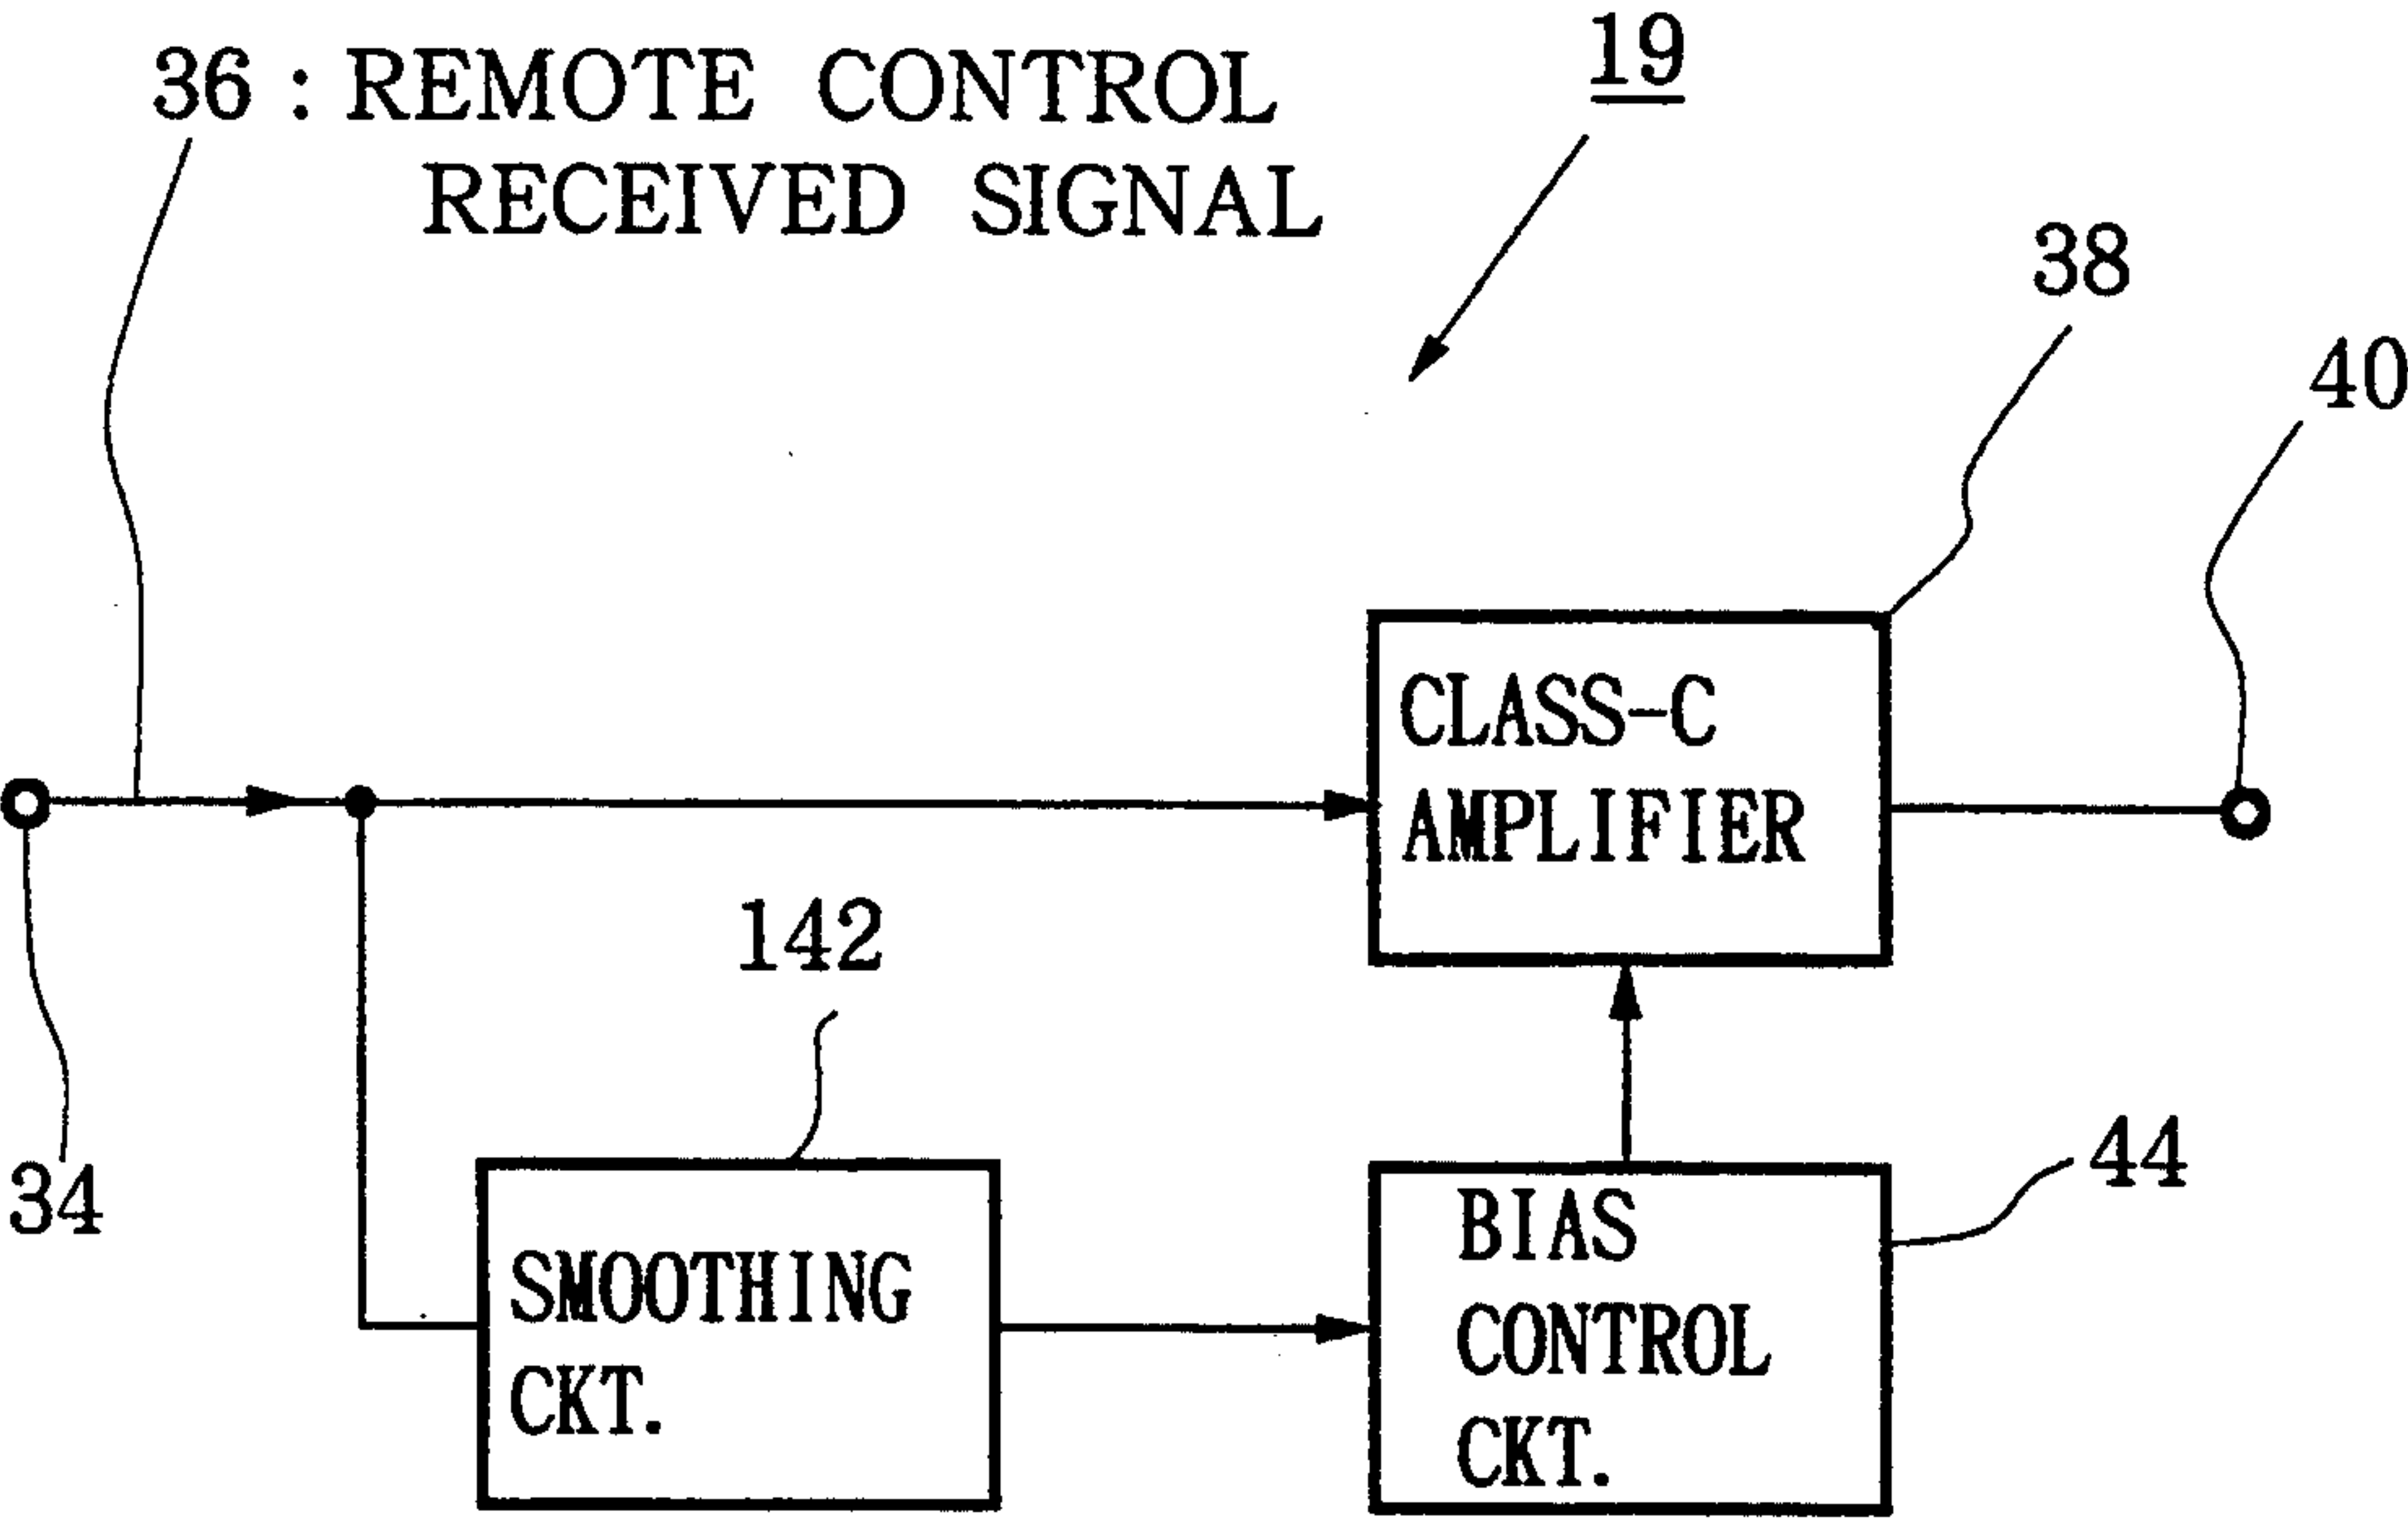 36 : REMOTE CONTROL
RECEIVED SIGNAL
19
38
40
CLASS-C
AMPLIFIER
142
34
SMOOTHING
CKT.
44
BIAS
CONTROL
CKT.